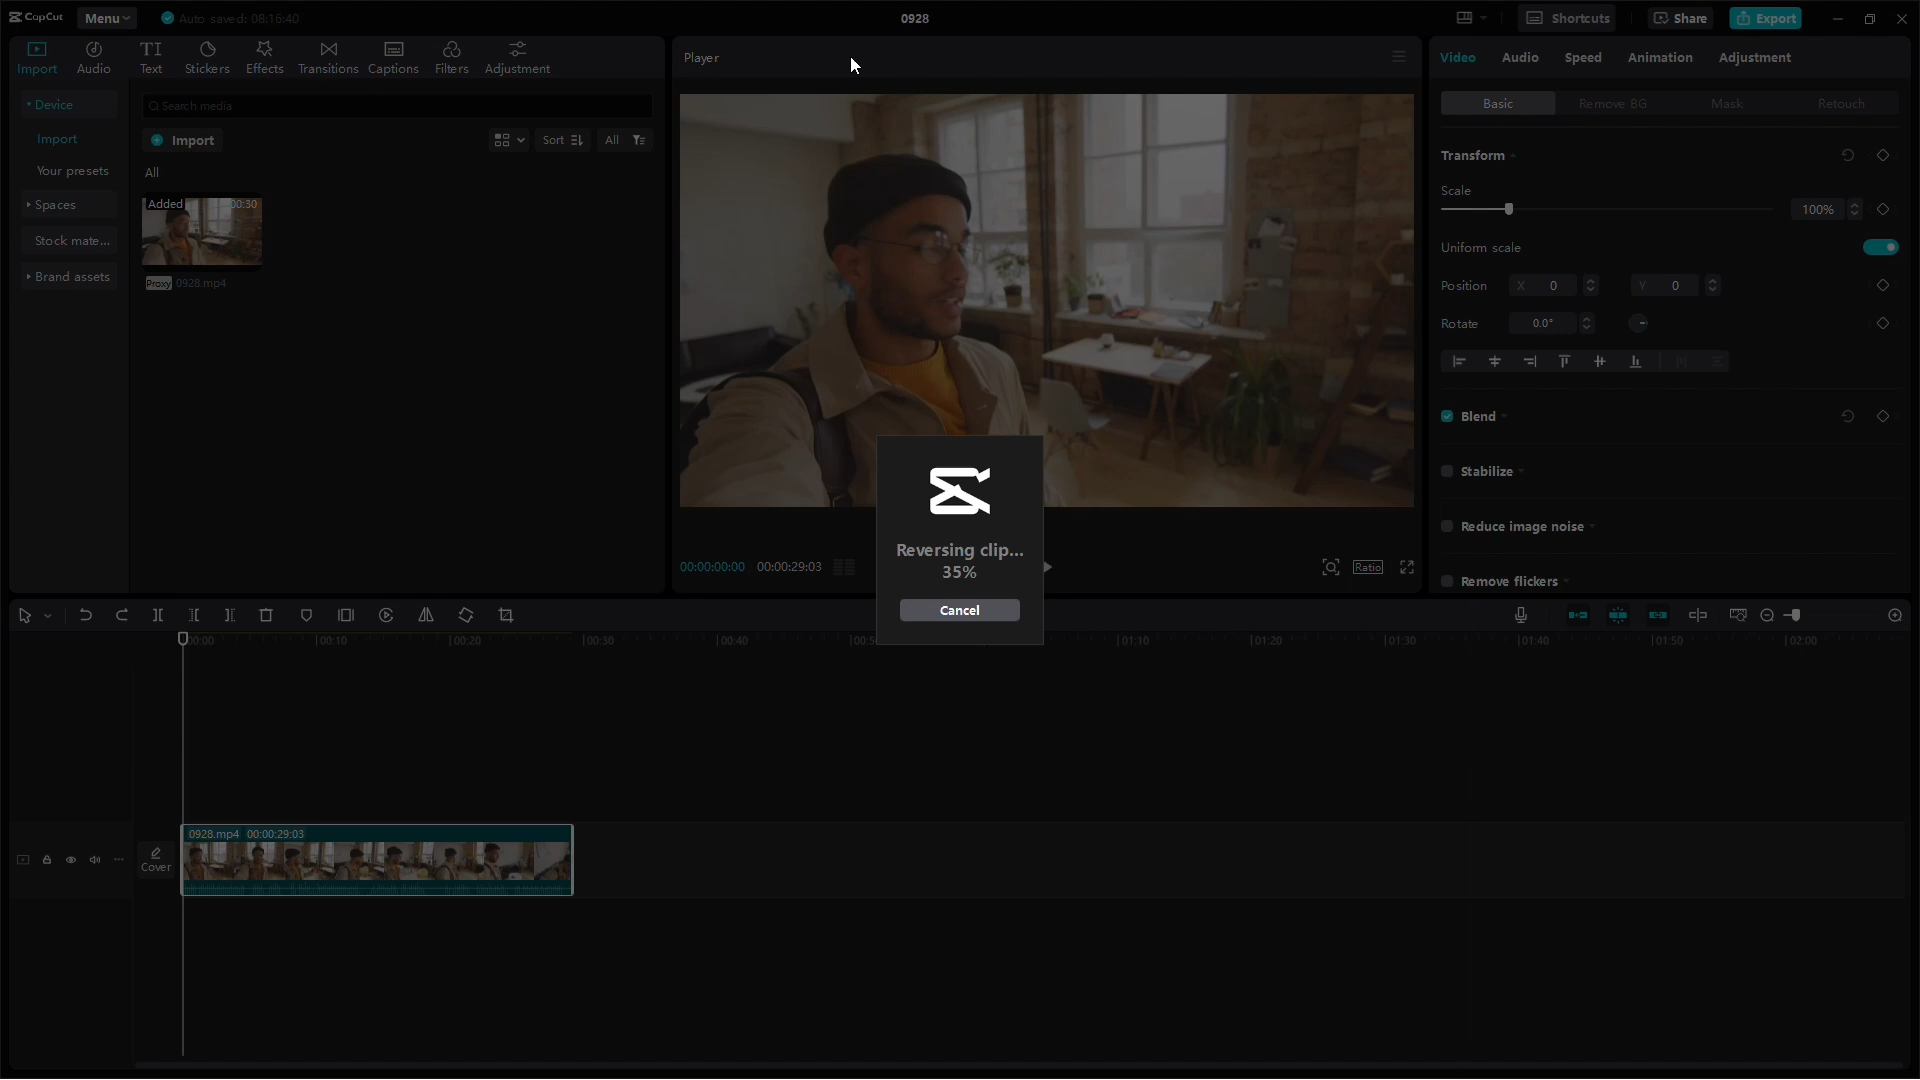 CapCut
Menu
Auto saved: 08:16:40
0928
Shortcuts
Share
Export
Import
Audio
Text
Stickers
Effects
Transitions
Captions
Filters
Adjustment
Device
Import
Your presets
Spaces
Stock mate...
Brand assets
Search media
Import
Sort
All
All
Added
00:30
Proxy
0928.mp4
Player
00:00:00:00
00:00:29:03
Ratio
Video
Audio
Speed
Animation
Adjustment
Basic
Remove BG
Mask
Retouch
Transform
Scale
100%
Uniform scale
Position
X
0
Y
0
Rotate
0.0°
Blend
Stabilize
Reduce image noise
Remove flickers
Reversing clip...
35%
Cancel
00:00
00:10
00:20
00:30
00:40
01:10
01:20
01:30
01:40
01:50
02:00
Cover
0928.mp4 00:00:29:03